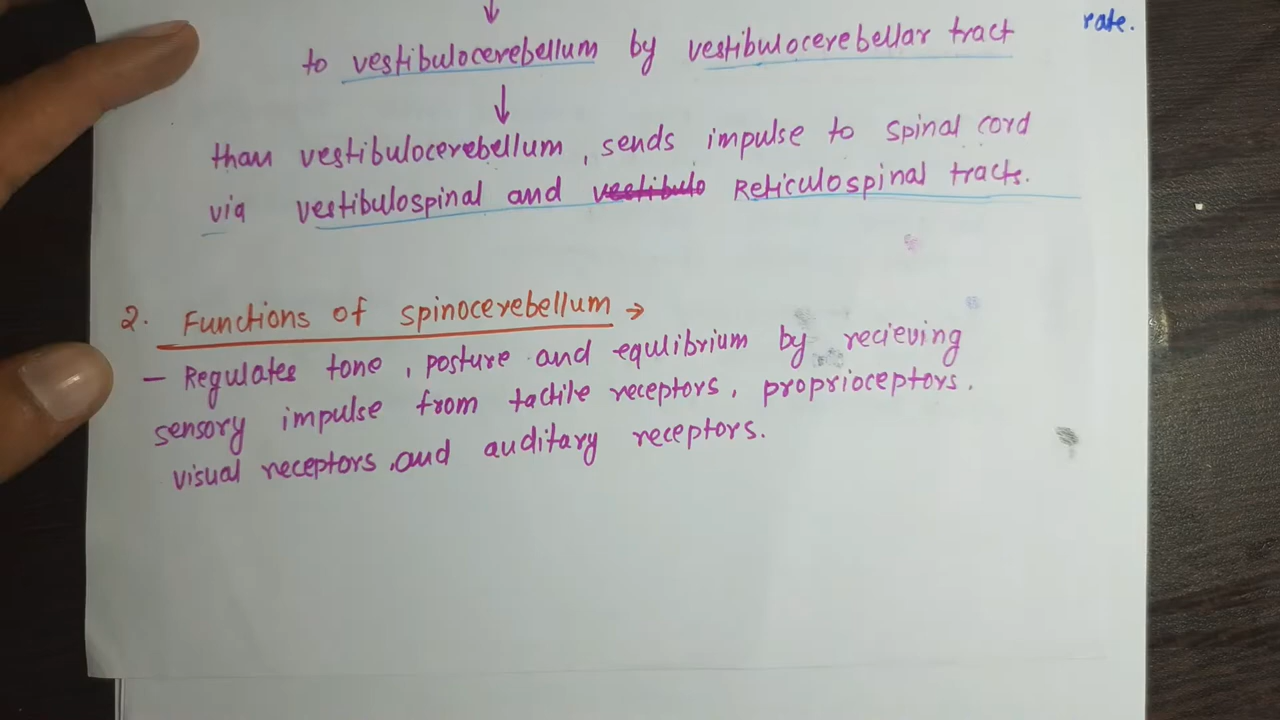 rate.
↓
to vestibulocerebellum by vestibulocerebellar tract
↓
than vestibulocerebellum, sends impulse to spinal cord
via vestibulospinal and vestibulo Reticulospinal tracts.
2. Functions of spinocerebellum →
— Regulates tone, posture and equlibrium by recieving
sensory impulse from tactile receptors, proprioceptors.
visual receptors, and auditary receptors.